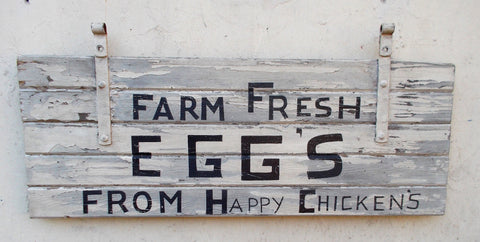 FARM FRESH
EGG'S
FROM HAPPY CHICKEN'S